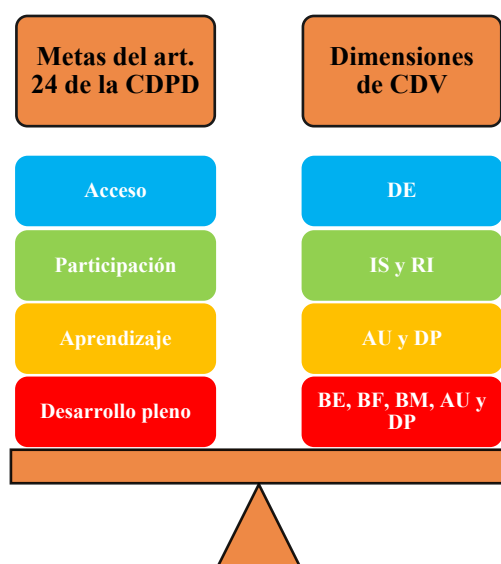 Metas del art.
24 de la CDPD
Dimensiones
de CDV
Acceso
DE
Participación
IS y RI
Aprendizaje
AU y DP
Desarrollo pleno
BE, BF, BM, AU y
DP